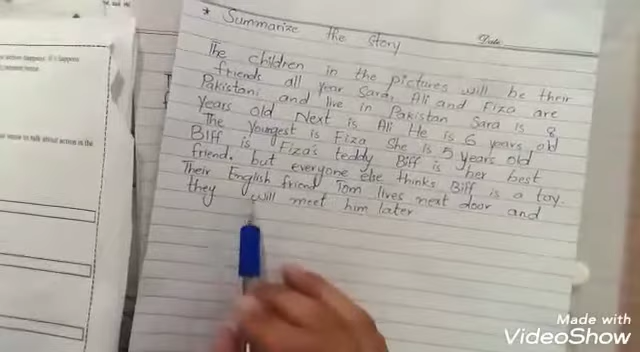 * Summarize the story
Date:
The children in the pictures will be their
friends all year Sara, Ali and Fiza are
Pakistani and live in Pakistan Sara is 8
years old Next is Ali He is 6 years old
The Youngest is Fiza She is 5 years old
Biff is Fiza's teddy Biff is her best
friend. but everyone else thinks Biff is a toy.
Their English friend Tom lives next door and
they will meet him later
Made with
VideoShow